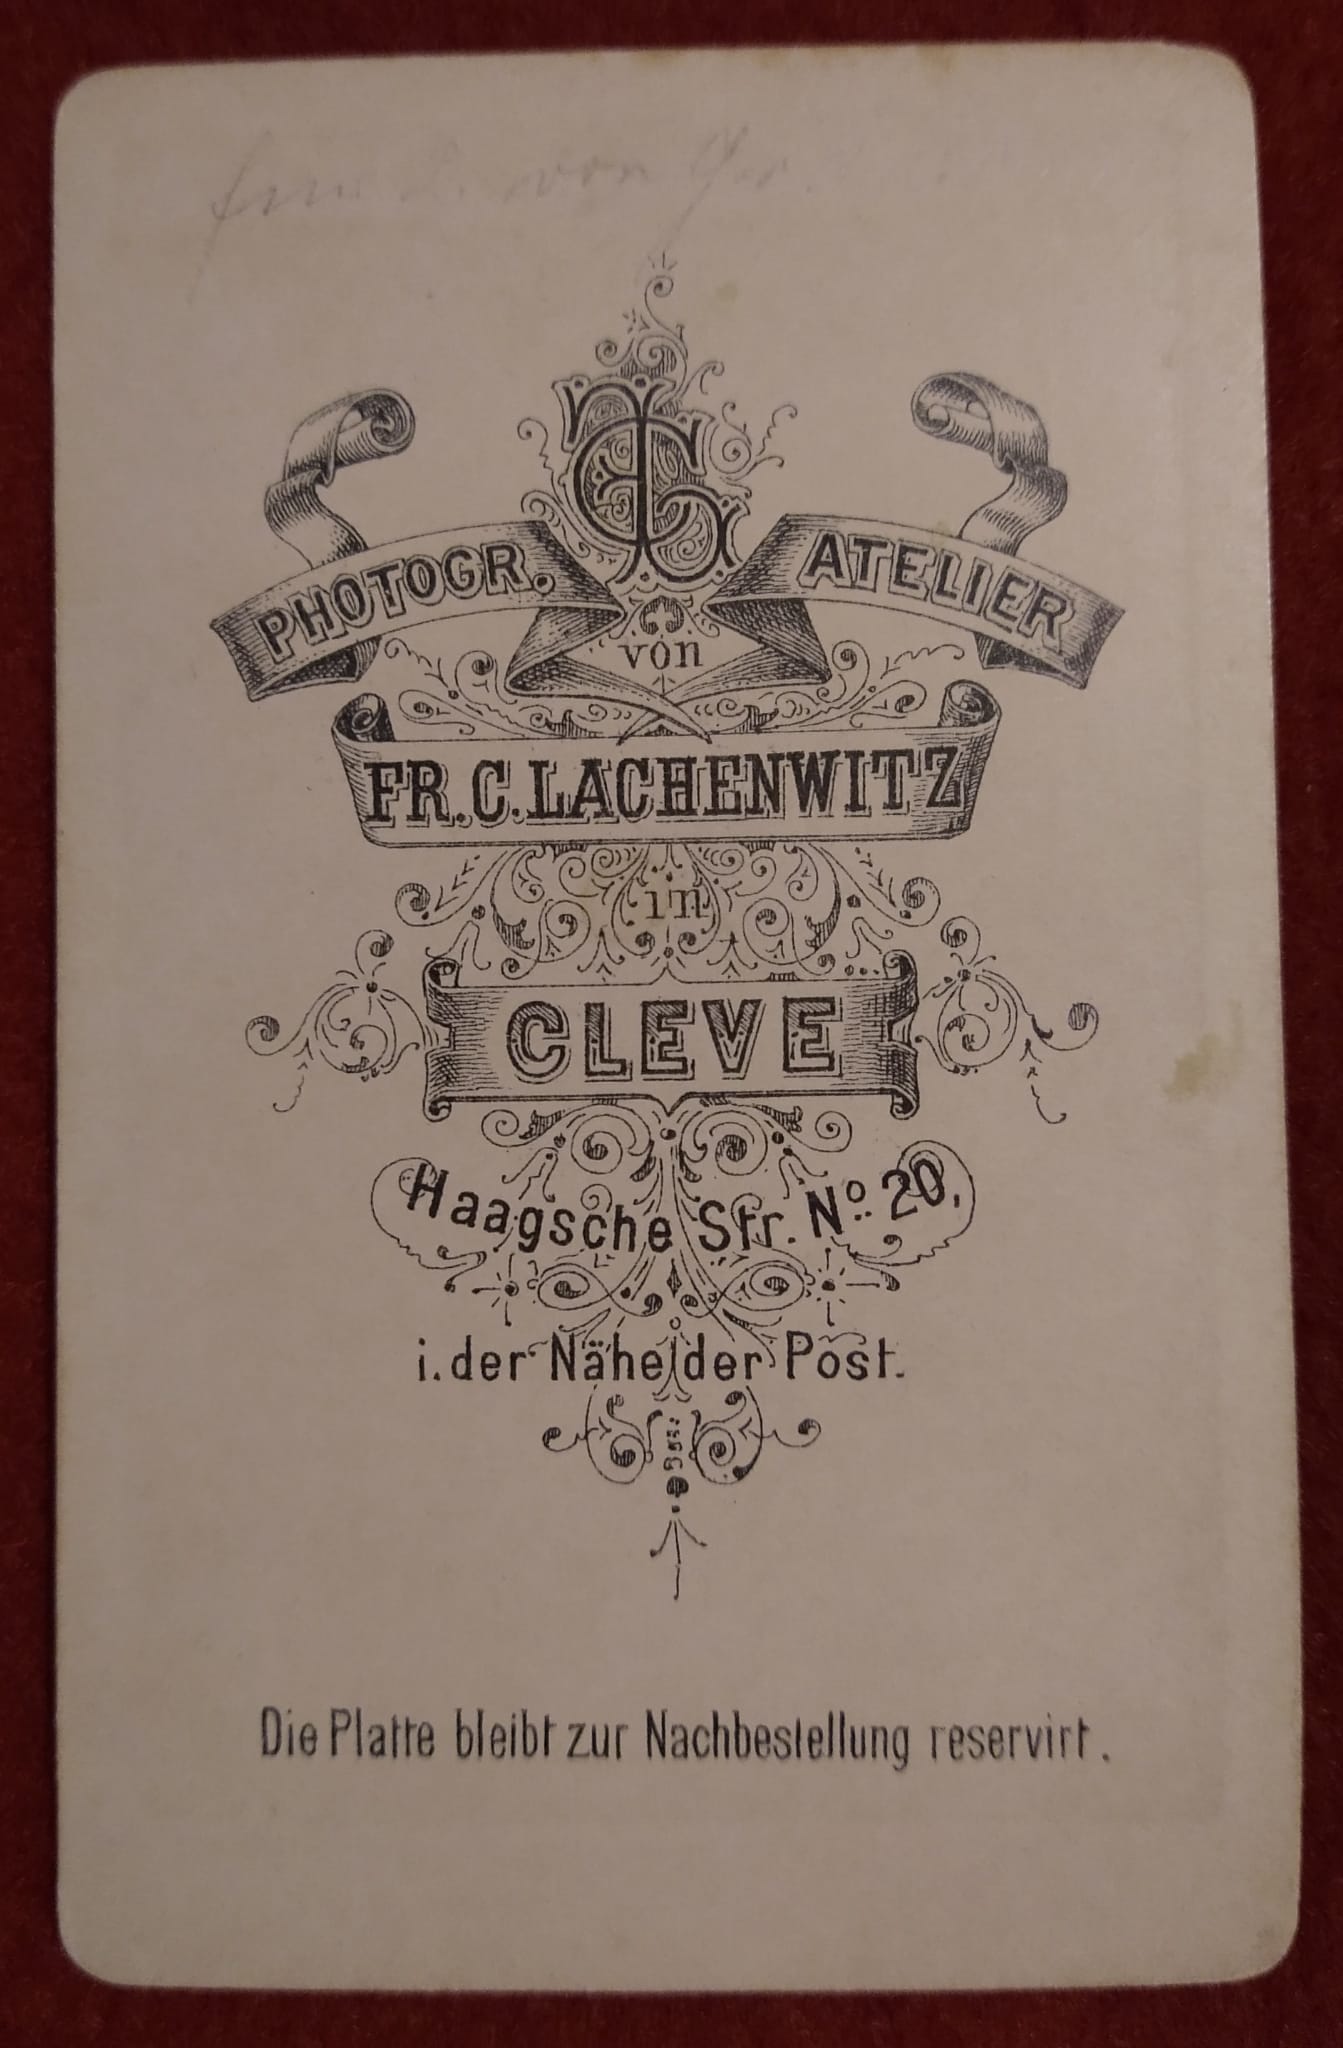 von
PHOTOGR. ATELIER
von
FR. C. LACHENWITZ
in
CLEVE
Haagsche Str. No. 20,
i. der Nähe der Post.
Die Platte bleibt zur Nachbestellung reservirt.